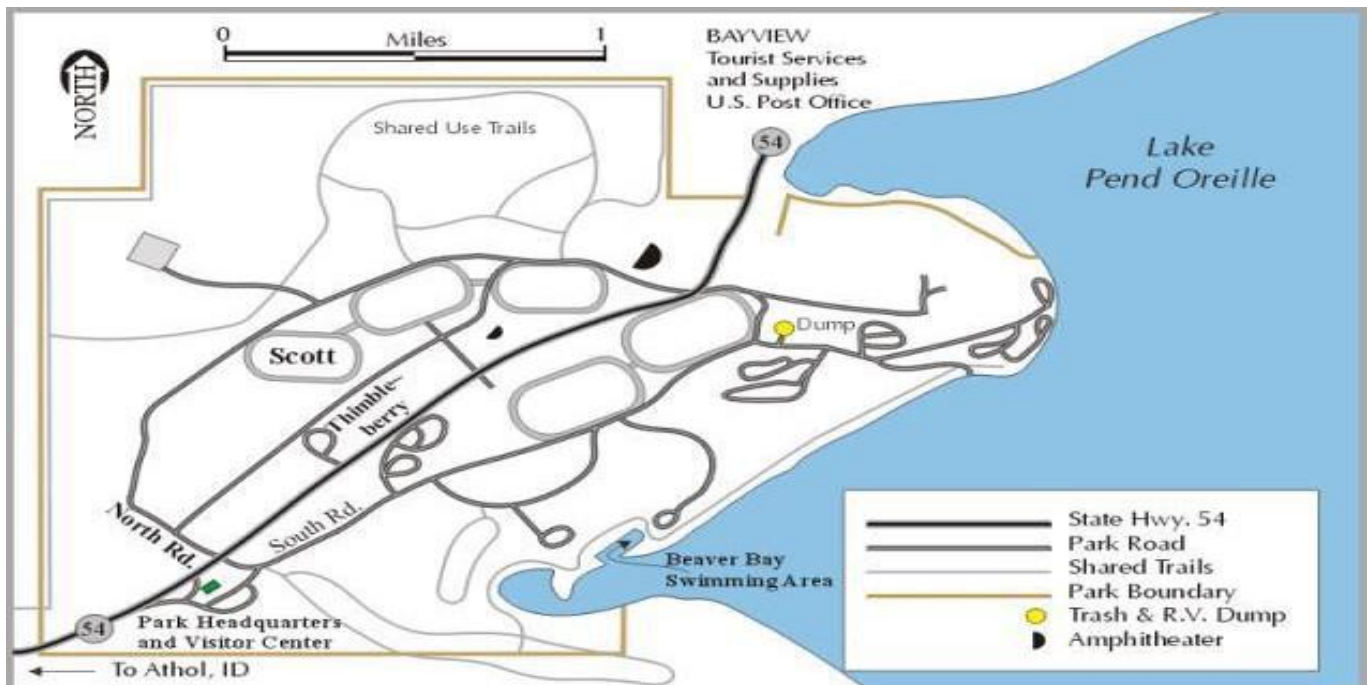 0 Miles 1
NORTH
BAYVIEW
Tourist Services
and Supplies
U.S. Post Office
54
Shared Use Trails
Lake
Pend Oreille
Dump
Scott
Thimble-
berry
North Rd.
South Rd.
Beaver Bay
Swimming Area
Park Headquarters
and Visitor Center
54
To Athol, ID
State Hwy. 54
Park Road
Shared Trails
Park Boundary
Trash & R.V. Dump
Amphitheater